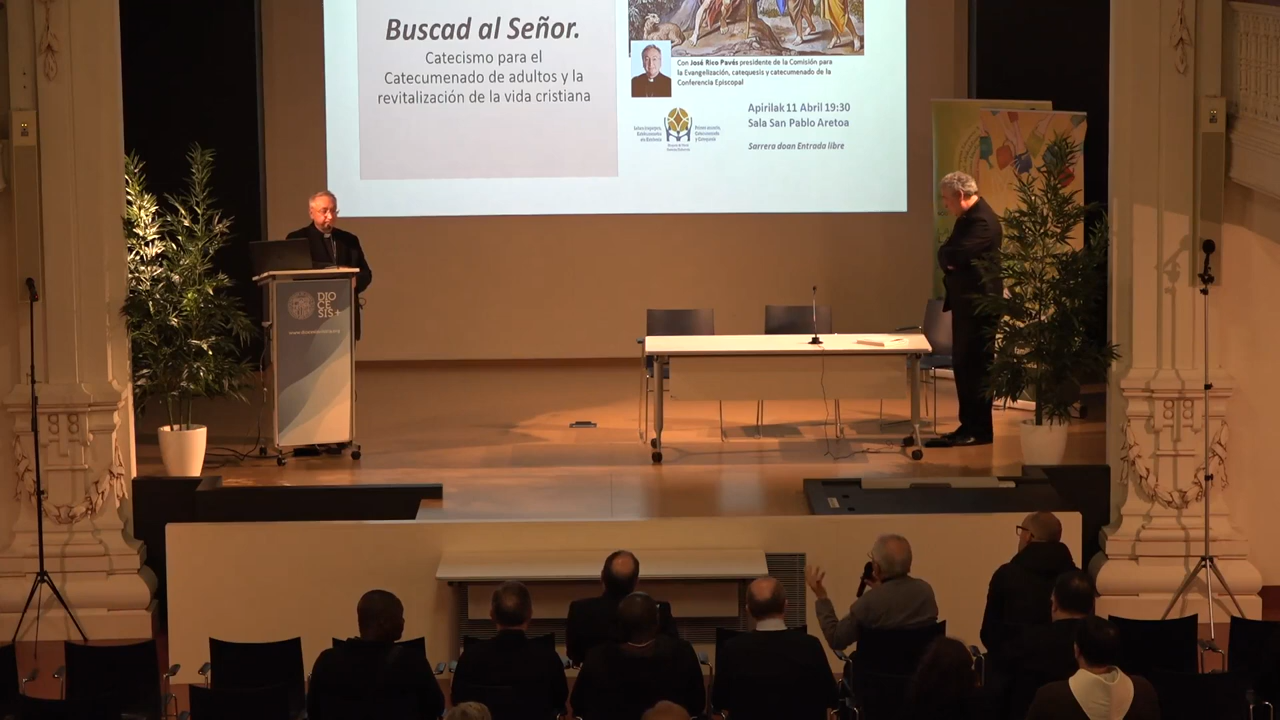 Buscad al Señor.
Catecismo para el
Catecumenado de adultos y la
revitalización de la vida cristiana
Con José Rico Pavés presidente de la Comisión para
la Evangelización, catequesis y catecumenado de la
Conferencia Episcopal
Apirilak 11 Abril 19:30
Sala San Pablo Aretoa
Sarrera doan Entrada libre
DIO
CE
SIS+